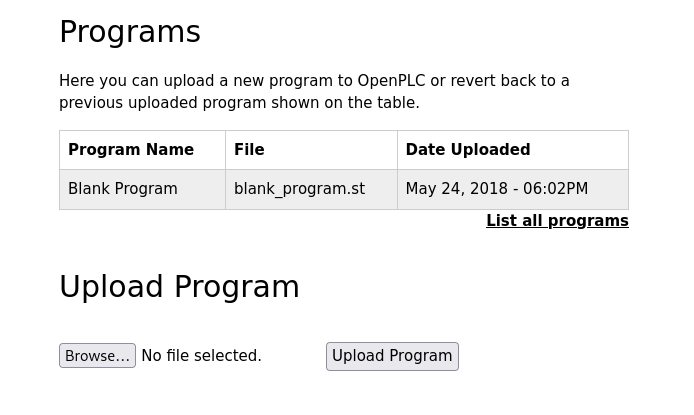 Programs
Here you can upload a new program to OpenPLC or revert back to a
previous uploaded program shown on the table.
Program Name File Date Uploaded
Blank Program blank_program.st May 24, 2018 - 06:02PM
List all programs
Upload Program
Browse... No file selected. Upload Program